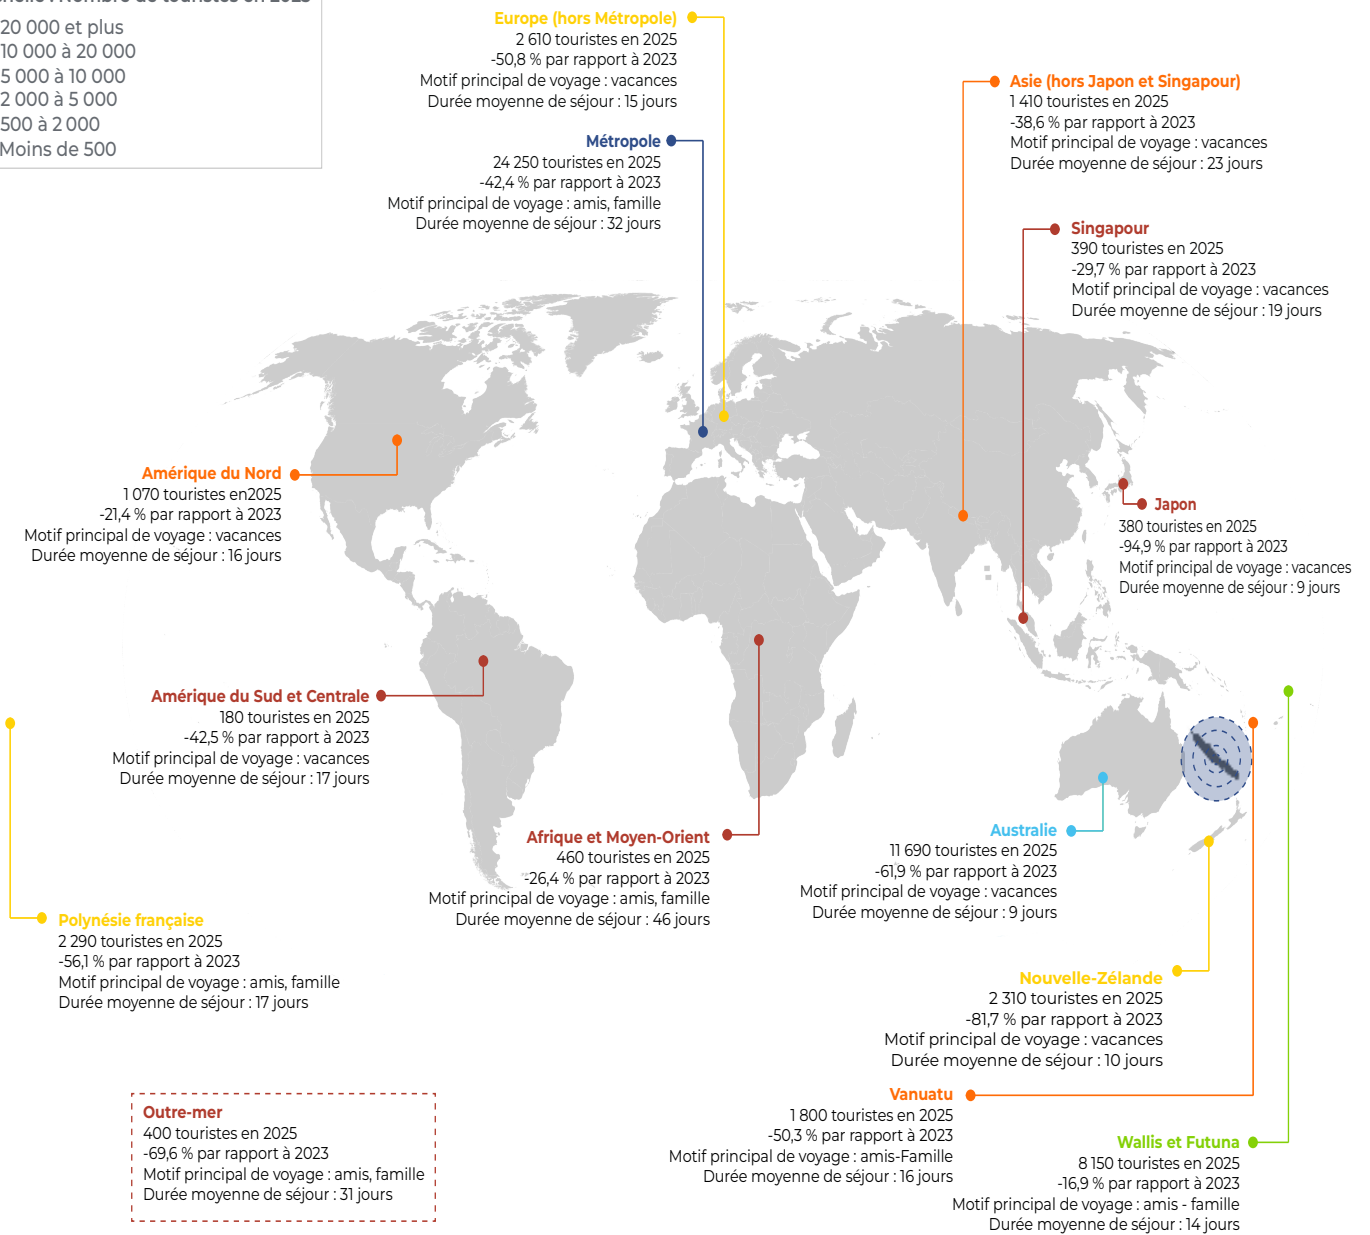 20 000 et plus
10 000 à 20 000
5 000 à 10 000
2 000 à 5 000
500 à 2 000
Moins de 500
Europe (hors Métropole)
2 610 touristes en 2025
-50,8 % par rapport à 2023
Motif principal de voyage : vacances
Durée moyenne de séjour : 15 jours
Métropole
24 250 touristes en 2025
-42,4 % par rapport à 2023
Motif principal de voyage : amis, famille
Durée moyenne de séjour : 32 jours
Asie (hors Japon et Singapour)
1 410 touristes en 2025
-38,6 % par rapport à 2023
Motif principal de voyage : vacances
Durée moyenne de séjour : 23 jours
Singapour
390 touristes en 2025
-29,7 % par rapport à 2023
Motif principal de voyage : vacances
Durée moyenne de séjour : 19 jours
Amérique du Nord
1 070 touristes en2025
-21,4 % par rapport à 2023
Motif principal de voyage : vacances
Durée moyenne de séjour : 16 jours
Japon
380 touristes en 2025
-94,9 % par rapport à 2023
Motif principal de voyage : vacances
Durée moyenne de séjour : 9 jours
Amérique du Sud et Centrale
180 touristes en 2025
-42,5 % par rapport à 2023
Motif principal de voyage : vacances
Durée moyenne de séjour : 17 jours
Afrique et Moyen-Orient
460 touristes en 2025
-26,4 % par rapport à 2023
Motif principal de voyage : amis, famille
Durée moyenne de séjour : 46 jours
Australie
11 690 touristes en 2025
-61,9 % par rapport à 2023
Motif principal de voyage : vacances
Durée moyenne de séjour : 9 jours
Polynésie française
2 290 touristes en 2025
-56,1 % par rapport à 2023
Motif principal de voyage : amis, famille
Durée moyenne de séjour : 17 jours
Nouvelle-Zélande
2 310 touristes en 2025
-81,7 % par rapport à 2023
Motif principal de voyage : vacances
Durée moyenne de séjour : 10 jours
Vanuatu
1 800 touristes en 2025
-50,3 % par rapport à 2023
Motif principal de voyage : amis-Famille
Durée moyenne de séjour : 16 jours
Outre-mer
400 touristes en 2025
-69,6 % par rapport à 2023
Motif principal de voyage : amis, famille
Durée moyenne de séjour : 31 jours
Wallis et Futuna
8 150 touristes en 2025
-16,9 % par rapport à 2023
Motif principal de voyage : amis - famille
Durée moyenne de séjour : 14 jours